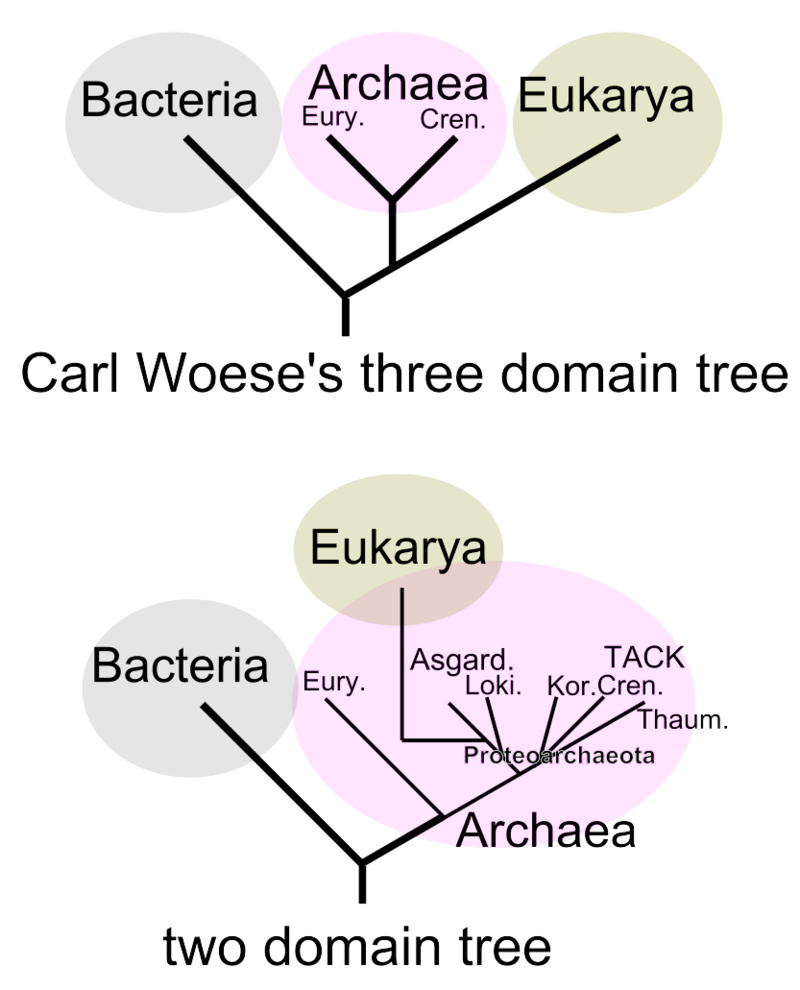 Bacteria
Archaea
Eukarya
Eury.
Cren.
Carl Woese's three domain tree
Eukarya
Bacteria
Eury.
Asgard.
Loki.
TACK
Kor.
Cren.
Thaum.
Proteoarchaeota
Archaea
two domain tree